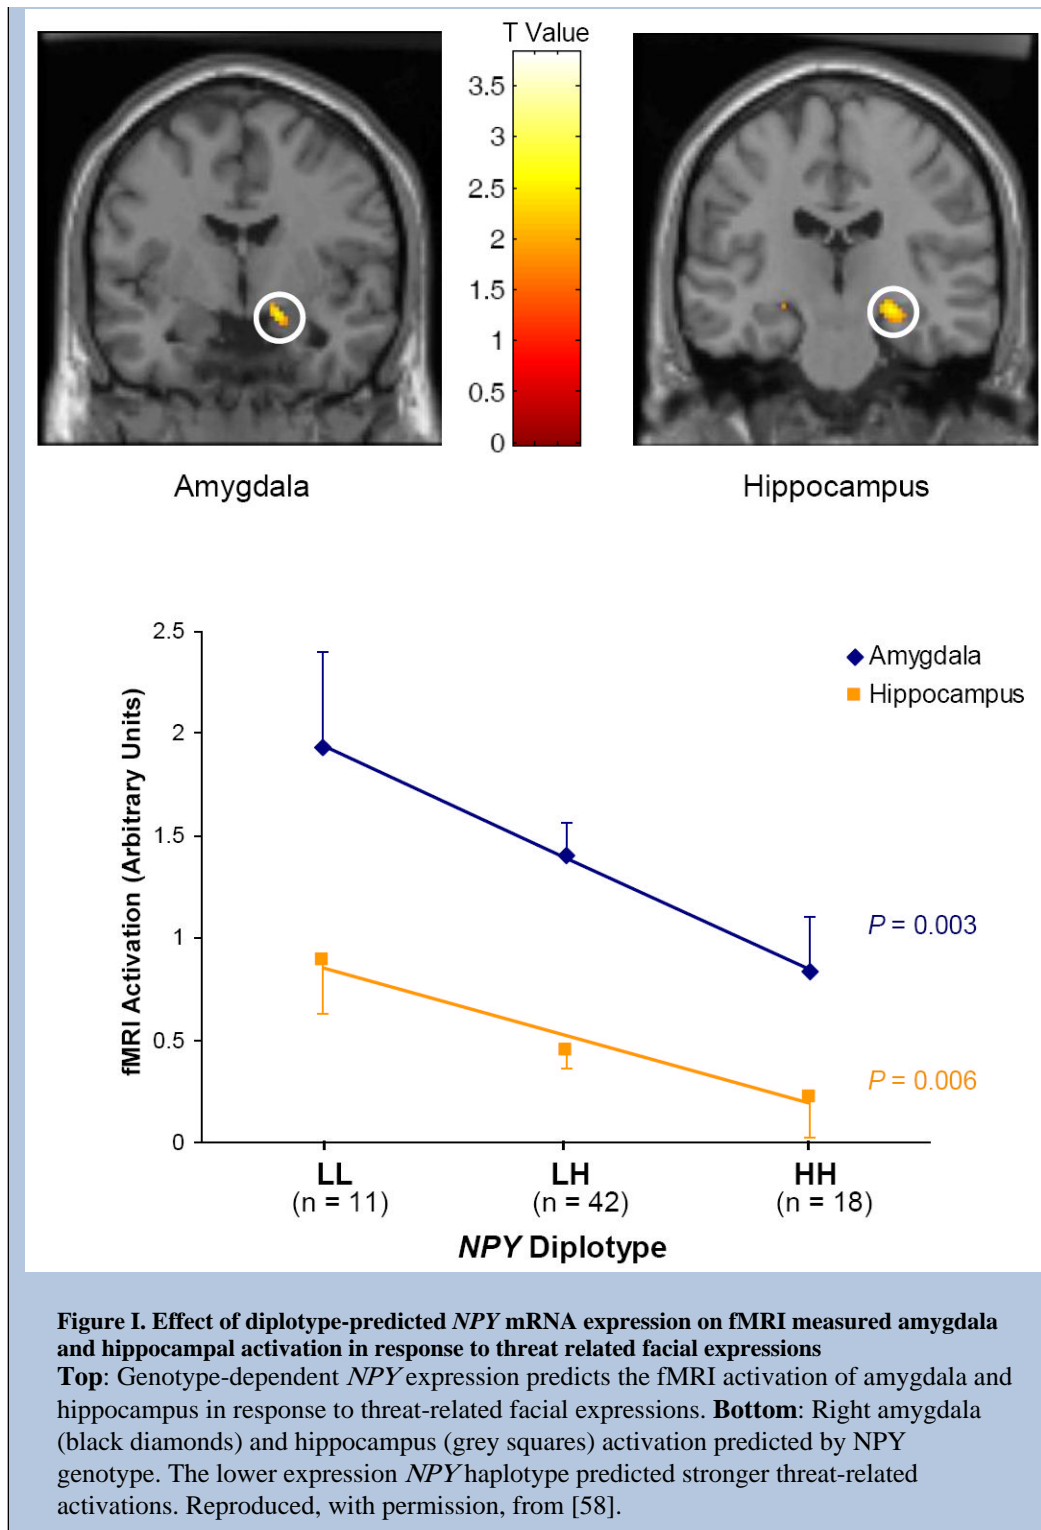 T Value
3.5
3
2.5
2
1.5
1
0.5
0
Amygdala
Hippocampus
fMRI Activation (Arbitrary Units)
2.5
2
1.5
1
0.5
0
Amygdala
Hippocampus
P = 0.003
P = 0.006
LL
(n = 11)
LH
(n = 42)
HH
(n = 18)
NPY Diplotype
Figure I. Effect of diplotype-predicted NPY mRNA expression on fMRI measured amygdala
and hippocampal activation in response to threat related facial expressions
Top: Genotype-dependent NPY expression predicts the fMRI activation of amygdala and
hippocampus in response to threat-related facial expressions. Bottom: Right amygdala
(black diamonds) and hippocampus (grey squares) activation predicted by NPY
genotype. The lower expression NPY haplotype predicted stronger threat-related
activations. Reproduced, with permission, from [58].